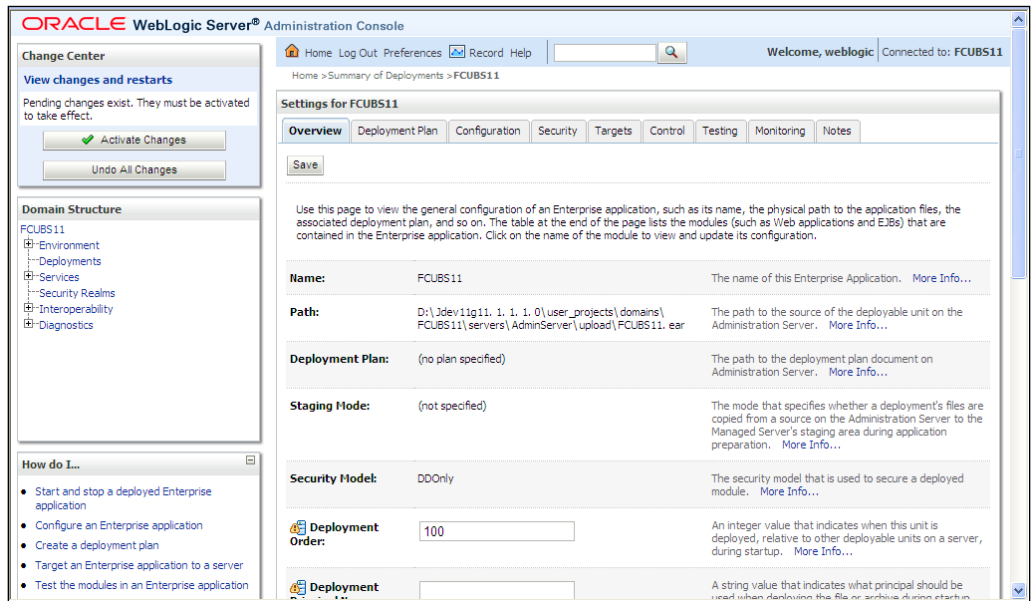 ORACLE WebLogic Server® Administration Console
Change Center
View changes and restarts
Pending changes exist. They must be activated
to take effect.
Activate Changes
Undo All Changes
Domain Structure
FCUBS11
Environment
Deployments
Services
Security Realms
Interoperability
Diagnostics
How do I...
Start and stop a deployed Enterprise
application
Configure an Enterprise application
Create a deployment plan
Target an Enterprise application to a server
Test the modules in an Enterprise application
Home Log Out Preferences Record Help
Welcome, weblogic Connected to: FCUBS11
Home >Summary of Deployments >FCUBS11
Settings for FCUBS11
Overview Deployment Plan Configuration Security Targets Control Testing Monitoring Notes
Save
Use this page to view the general configuration of an Enterprise application, such as its name, the physical path to the application files, the
associated deployment plan, and so on. The table at the end of the page lists the modules (such as Web applications and EJBs) that are
contained in the Enterprise application. Click on the name of the module to view and update its configuration.
Name: FCUBS11 The name of this Enterprise Application. More Info...
Path: D:\Jdev11g11. 1. 1. 1. 0\user_projects\domains\ The path to the source of the deployable unit on the
FCUBS11\servers\AdminServer\upload\FCUBS11. ear Administration Server. More Info...
Deployment Plan: (no plan specified) The path to the deployment plan document on
Administration Server. More Info...
Staging Mode: (not specified) The mode that specifies whether a deployment's files are
copied from a source on the Administration Server to the
Managed Server's staging area during application
preparation. More Info...
Security Model: DDOnly The security model that is used to secure a deployed
module. More Info...
Deployment 100 An integer value that indicates when this unit is
Order: deployed, relative to other deployable units on a server,
during startup. More Info...
Deployment A string value that indicates what principal should be
used when deploying the file or archive during startup